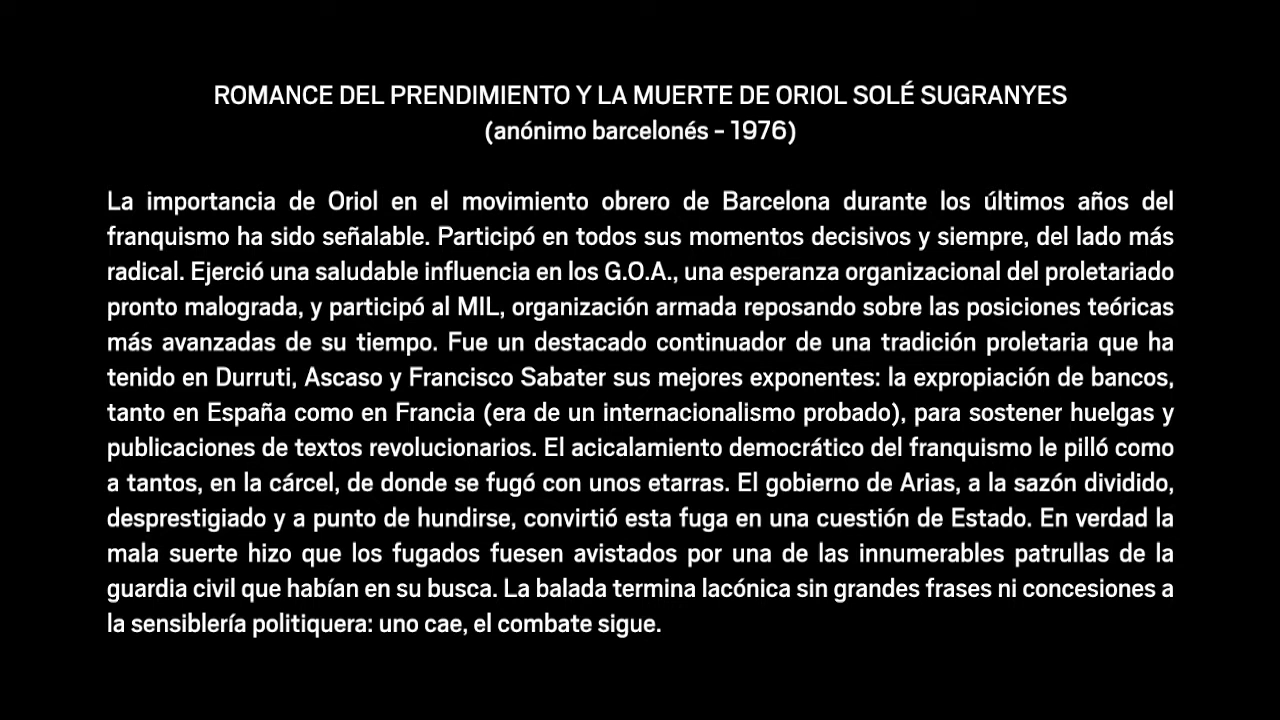 ROMANCE DEL PRENDIMIENTO Y LA MUERTE DE ORIOL SOLÉ SUGRANYES
(anónimo barcelonés - 1976)
La importancia de Oriol en el movimiento obrero de Barcelona durante los últimos años del
franquismo ha sido señalable. Participó en todos sus momentos decisivos y siempre, del lado más
radical. Ejerció una saludable influencia en los G.O.A., una esperanza organizacional del proletariado
pronto malograda, y participó al MIL, organización armada reposando sobre las posiciones teóricas
más avanzadas de su tiempo. Fue un destacado continuador de una tradición proletaria que ha
tenido en Durruti, Ascaso y Francisco Sabater sus mejores exponentes: la expropiación de bancos,
tanto en España como en Francia (era de un internacionalismo probado), para sostener huelgas y
publicaciones de textos revolucionarios. El acicalamiento democrático del franquismo le pilló como
a tantos, en la cárcel, de donde se fugó con unos etarras. El gobierno de Arias, a la sazón dividido,
desprestigiado y a punto de hundirse, convirtió esta fuga en una cuestión de Estado. En verdad la
mala suerte hizo que los fugados fuesen avistados por una de las innumerables patrullas de la
guardia civil que habían en su busca. La balada termina lacónica sin grandes frases ni concesiones a
la sensiblería politiquera: uno cae, el combate sigue.